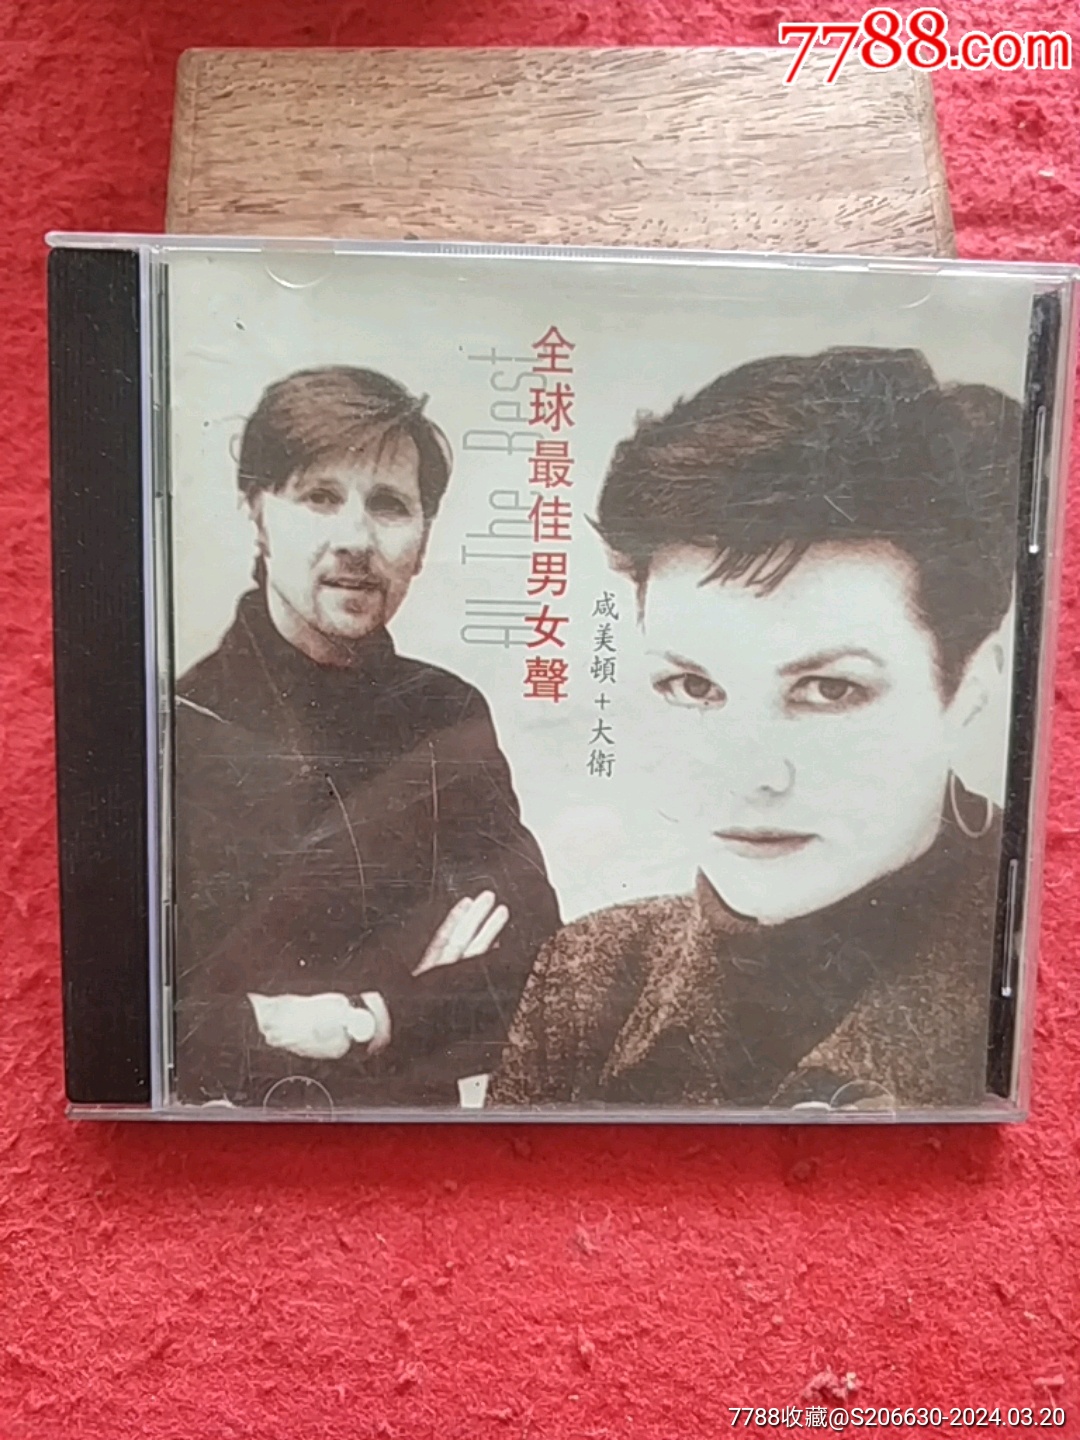 7788.com
全球最佳男女聲
All The Best
咸美頓+大衛
7788收藏@S206630-2024.03.20